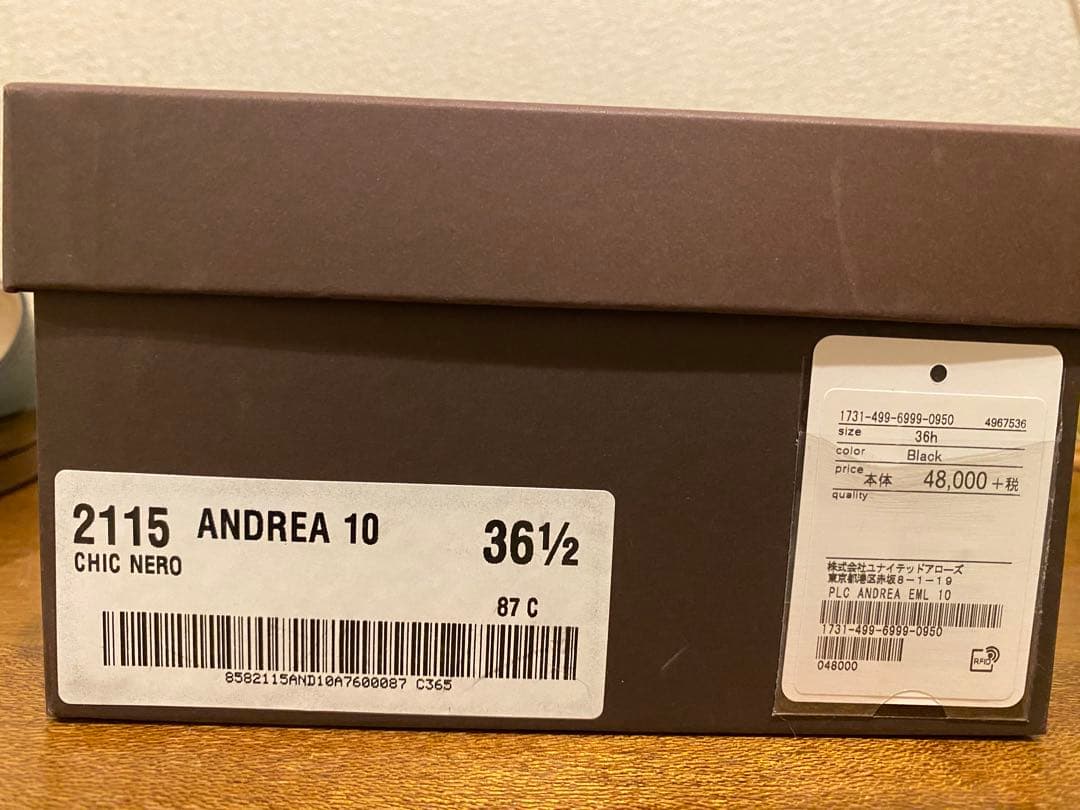 2115 ANDREA 10 36½
CHIC NERO
87 C
8582115AND10A7600087 C365
1731-499-6999-0950 4967536
size 36h
color Black
price 本体 48,000+税
quality
株式会社ユナイテッドアローズ
東京都港区赤坂8-1-19
PLC ANDREA EML 10
1731-499-6999-0950
048000
RFID